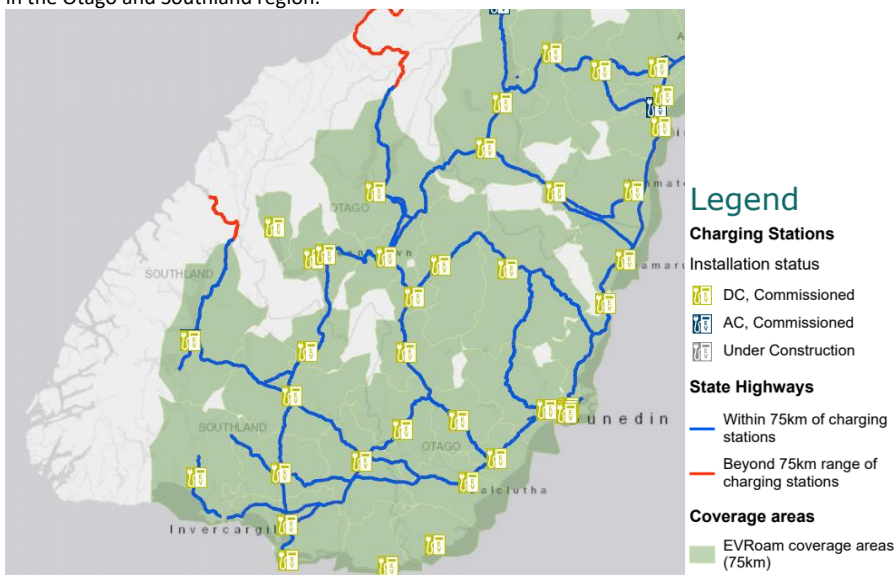 in the Otago and Southland region.
OTAGO
SOUTHLAND
SOUTHLAND
OTAGO
unedin
alclutha
Invercargil
Legend
Charging Stations
Installation status
DC, Commissioned
AC, Commissioned
Under Construction
State Highways
Within 75km of charging
stations
Beyond 75km range of
charging stations
Coverage areas
EVRoam coverage areas
(75km)